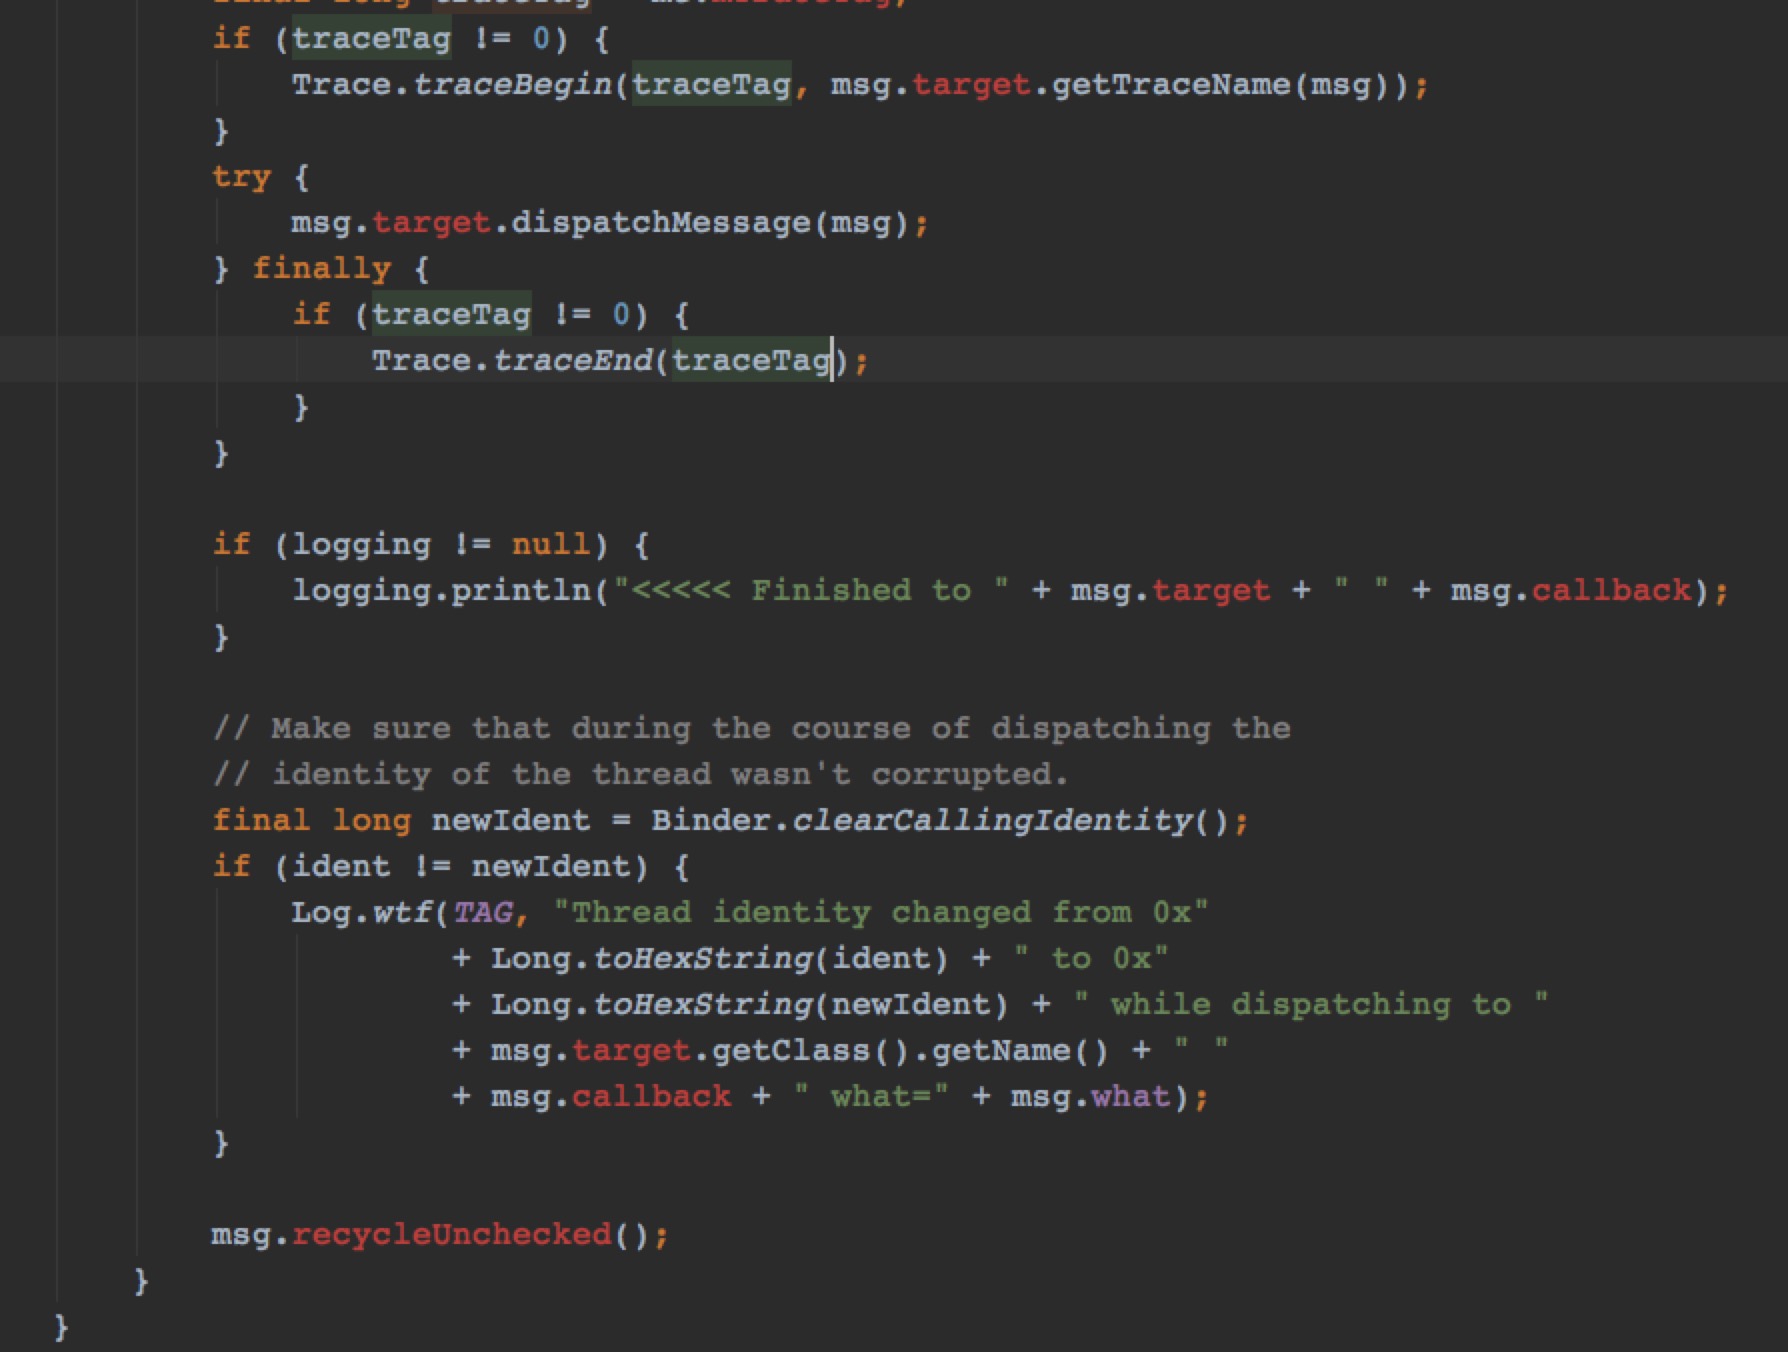 if (traceTag != 0) {
Trace.traceBegin(traceTag, msg.target.getTraceName(msg));
}
try {
msg.target.dispatchMessage(msg);
} finally {
if (traceTag != 0) {
Trace.traceEnd(traceTag);
}
}
if (logging != null) {
logging.println("<<<<< Finished to " + msg.target + " " + msg.callback);
}
// Make sure that during the course of dispatching the
// identity of the thread wasn't corrupted.
final long newIdent = Binder.clearCallingIdentity();
if (ident != newIdent) {
Log.wtf(TAG, "Thread identity changed from 0x"
+ Long.toHexString(ident) + " to 0x"
+ Long.toHexString(newIdent) + " while dispatching to "
+ msg.target.getClass().getName() + " "
+ msg.callback + " what=" + msg.what);
}
msg.recycleUnchecked();
}
}